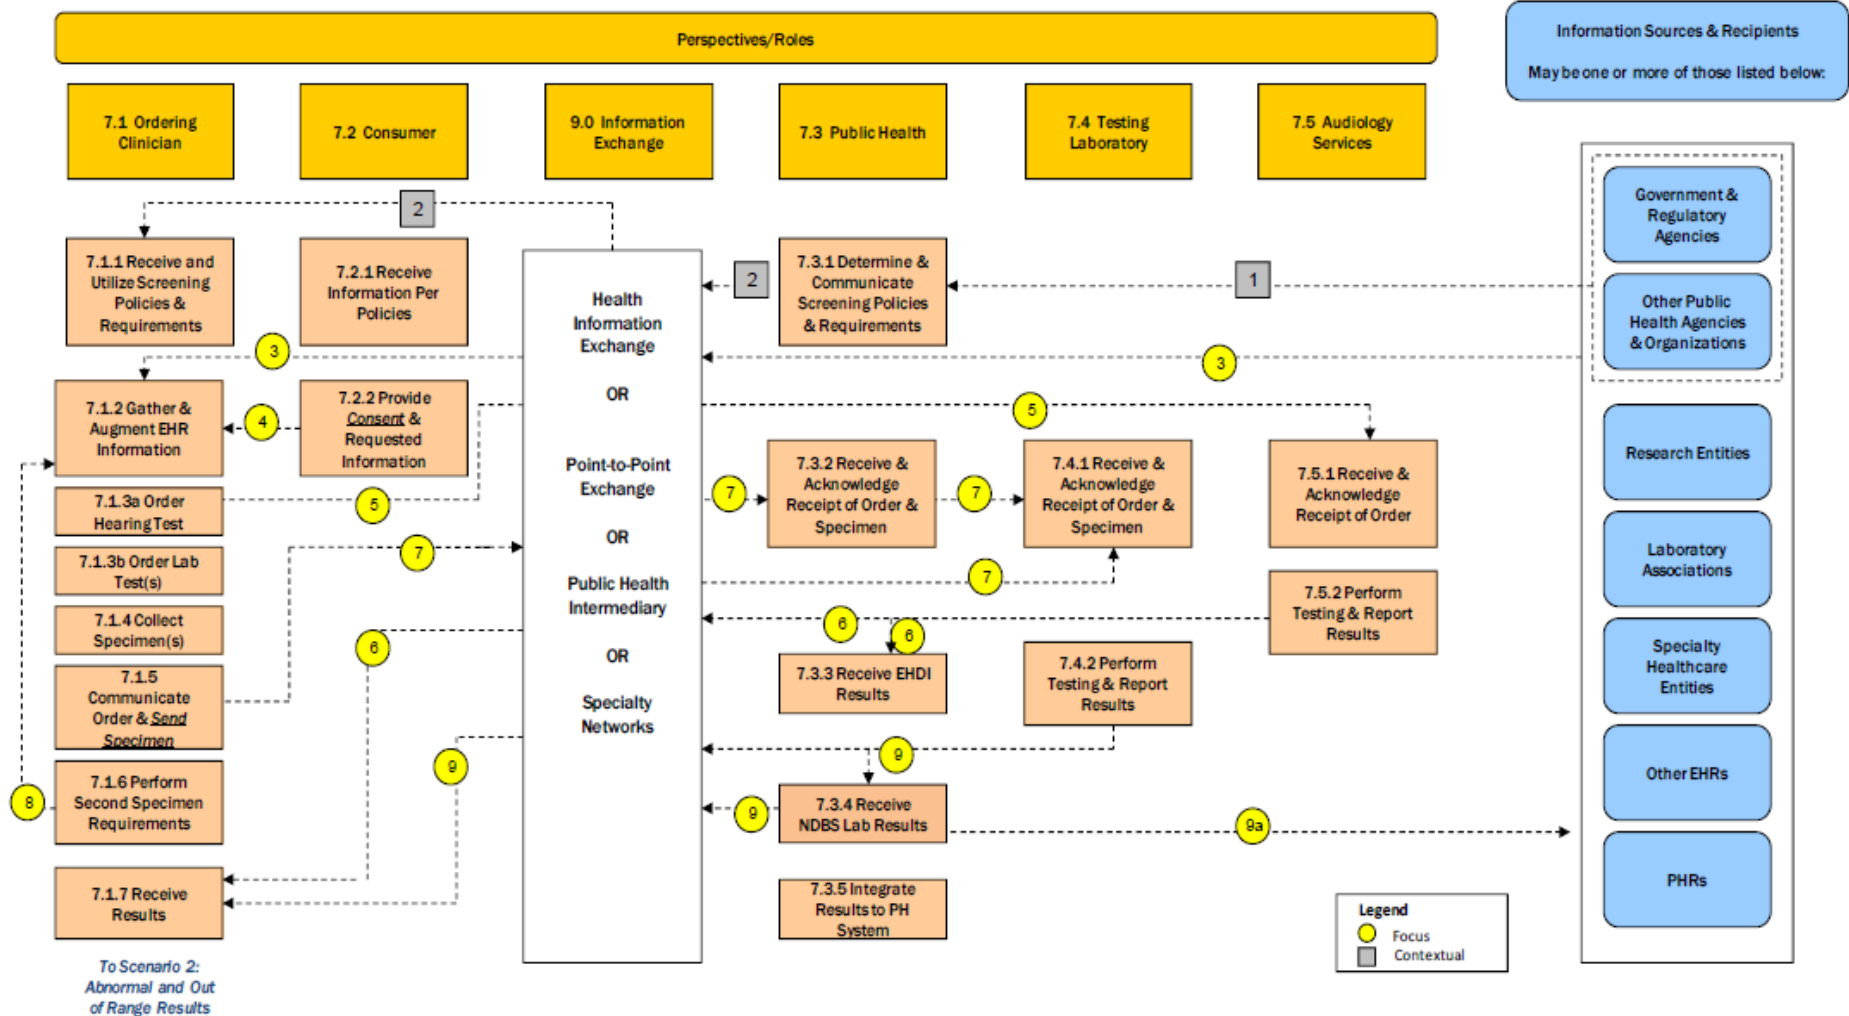 Perspectives/Roles
Information Sources & Recipients
May be one or more of those listed below:
7.1 Ordering
Clinician
7.2 Consumer
9.0 Information
Exchange
7.3 Public Health
7.4 Testing
Laboratory
7.5 Audiology
Services
2
7.1.1 Receive and
Utilize Screening
Policies &
Requirements
7.2.1 Receive
Information Per
Policies
Health
Information
Exchange
OR
Point-to-Point
Exchange
OR
Public Health
Intermediary
OR
Specialty
Networks
2
7.3.1 Determine &
Communicate
Screening Policies
& Requirements
1
Government &
Regulatory
Agencies
Other Public
Health Agencies
& Organizations
3
3
7.1.2 Gather &
Augment EHR
Information
4
7.2.2 Provide
Consent &
Requested
Information
5
7.3.2 Receive &
Acknowledge
Receipt of Order &
Specimen
7.4.1 Receive &
Acknowledge
Receipt of Order &
Specimen
7.5.1 Receive &
Acknowledge
Receipt of Order
Research Entities
7.1.3a Order
Hearing Test
5
7
7
7.1.3b Order Lab
Test(s)
7
7
Laboratory
Associations
7.1.4 Collect
Specimen(s)
6
6
6
7.5.2 Perform
Testing & Report
Results
7.3.3 Receive EHDI
Results
7.4.2 Perform
Testing & Report
Results
Specialty
Healthcare
Entities
7.1.5
Communicate
Order & Send
Specimen
9
9
Other EHRs
8
7.1.6 Perform
Second Specimen
Requirements
9
7.3.4 Receive
NDBS Lab Results
9a
7.1.7 Receive
Results
7.3.5 Integrate
Results to PH
System
PHRs
Legend
Focus
Contextual
To Scenario 2:
Abnormal and Out
of Range Results